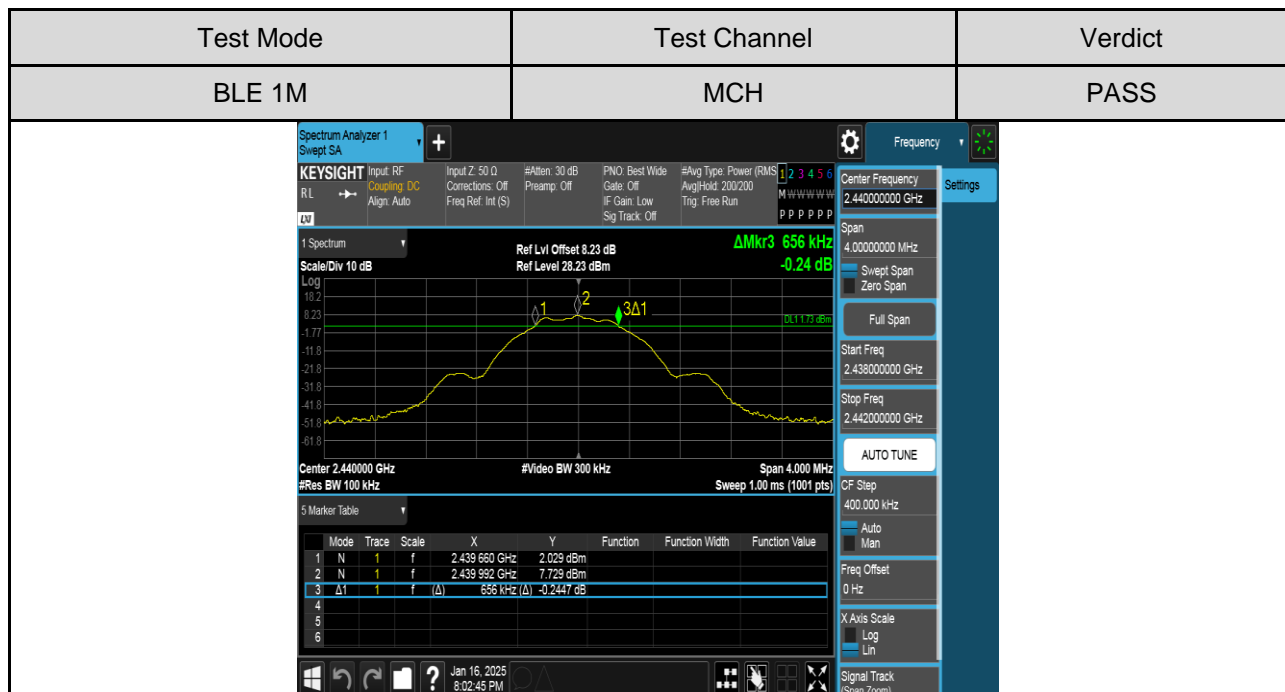 Test Mode Test Channel Verdict
BLE 1M MCH PASS
Spectrum Analyzer 1
Swept SA
+
Frequency
KEYSIGHT Input: RF Input Z: 50 Ω #Atten: 30 dB PNO: Best Wide #Avg Type: Power (RMS 1 2 3 4 5 6
RL Coupling: DC Corrections: Off Preamp: Off Gate: Off Avg|Hold: 200/200 M W W W W W
Align: Auto Freq Ref: Int (S) IF Gain: Low Trig: Free Run
LXI Sig Track: Off P P P P P P
1 Spectrum Ref Lvl Offset 8.23 dB ΔMkr3 656 kHz
Scale/Div 10 dB Ref Level 28.23 dBm -0.24 dB
Log
18.2
8.23
-1.77
-11.8
-21.8
-31.8
-41.8
-51.8
-61.8
1 2 3Δ1
DL1 1.73 dBm
Center 2.440000 GHz #Video BW 300 kHz Span 4.000 MHz
#Res BW 100 kHz Sweep 1.00 ms (1001 pts)
5 Marker Table
Mode Trace Scale X Y Function Function Width Function Value
1 N 1 f 2.439 660 GHz 2.029 dBm
2 N 1 f 2.439 992 GHz 7.729 dBm
3 Δ1 1 f (Δ) 656 kHz (Δ) -0.2447 dB
4
5
6
? Jan 16, 2025
8:02:45 PM
Center Frequency
2.440000000 GHz
Settings
Span
4.00000000 MHz
Swept Span
Zero Span
Full Span
Start Freq
2.438000000 GHz
Stop Freq
2.442000000 GHz
AUTO TUNE
CF Step
400.000 kHz
Auto
Man
Freq Offset
0 Hz
X Axis Scale
Log
Lin
Signal Track
(Span Zoom)